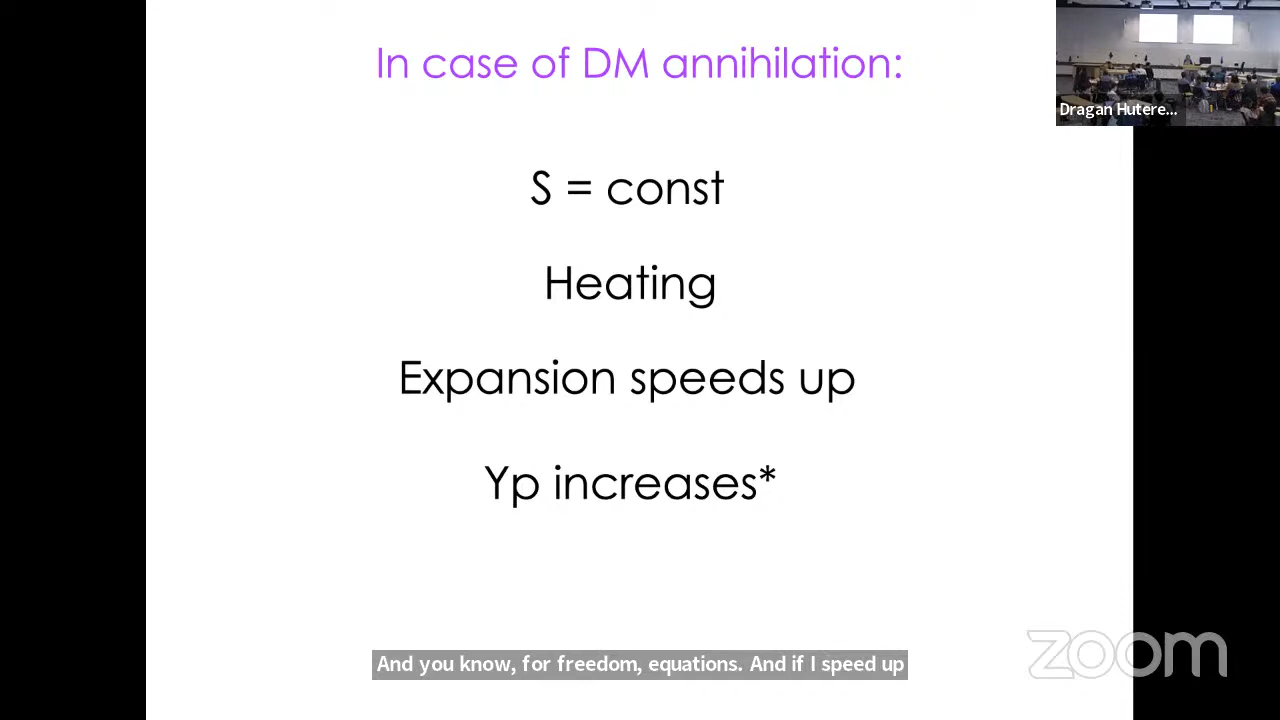 In case of DM annihilation:
Dragan Hutere...
S = const
Heating
Expansion speeds up
Yp increases*
And you know, for freedom, equations. And if I speed up
zoom